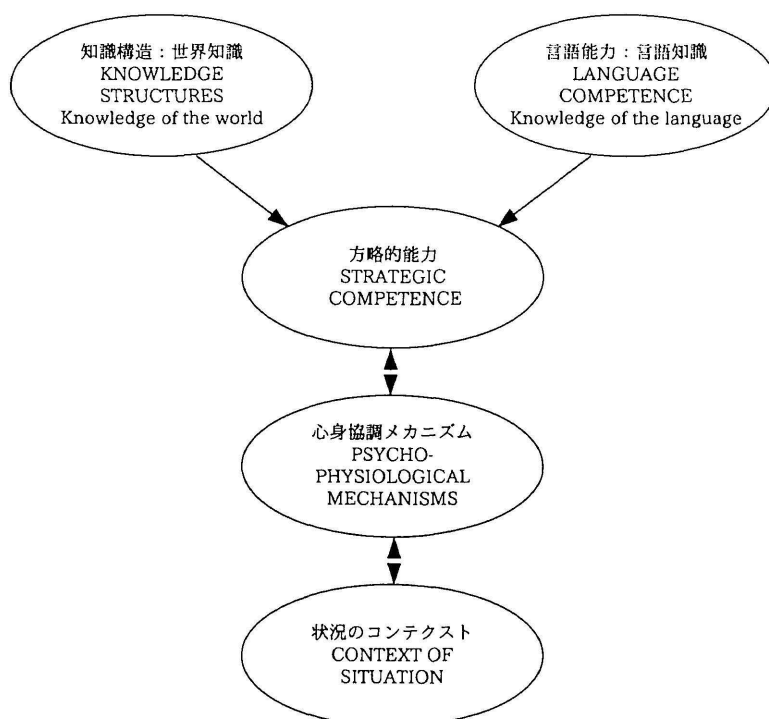 知識構造：世界知識
KNOWLEDGE
STRUCTURES
Knowledge of the world
言語能力：言語知識
LANGUAGE
COMPETENCE
Knowledge of the language
方略的能力
STRATEGIC
COMPETENCE
心身協調メカニズム
PSYCHO-
PHYSIOLOGICAL
MECHANISMS
状況のコンテクスト
CONTEXT OF
SITUATION